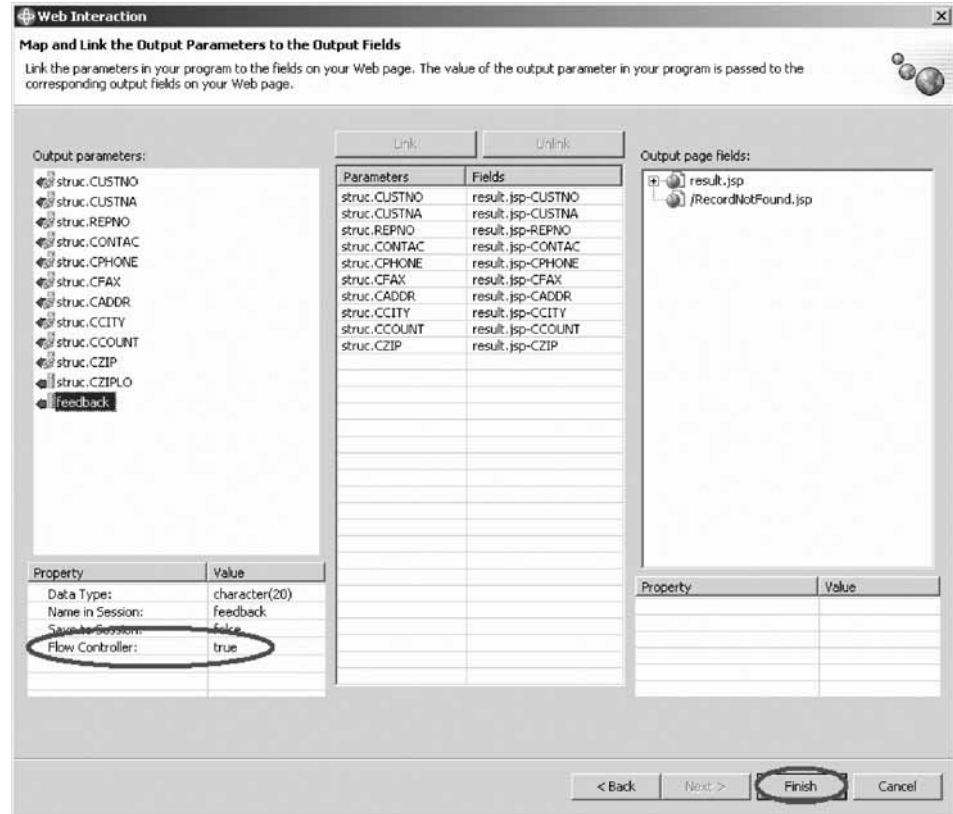 Web Interaction
Map and Link the Output Parameters to the Output Fields
Link the parameters in your program to the fields on your Web page. The value of the output parameter in your program is passed to the
corresponding output fields on your Web page.
Output parameters:
struc.CUSTNO
struc.CUSTNA
struc.REPNO
struc.CONTAC
struc.CPHONE
struc.CFAX
struc.CADDR
struc.CCITY
struc.CCOUNT
struc.CZIP
struc.CZIPLO
feedback
Property Value
Data Type: character(20)
Name in Session: feedback
Save to Session: false
Flow Controller: true
Link Unlink
Parameters Fields
struc.CUSTNO result.jsp-CUSTNO
struc.CUSTNA result.jsp-CUSTNA
struc.REPNO result.jsp-REPNO
struc.CONTAC result.jsp-CONTAC
struc.CPHONE result.jsp-CPHONE
struc.CFAX result.jsp-CFAX
struc.CADDR result.jsp-CADDR
struc.CCITY result.jsp-CCITY
struc.CCOUNT result.jsp-CCOUNT
struc.CZIP result.jsp-CZIP
Output page fields:
result.jsp
/RecordNotFound.jsp
Property Value
< Back Next > Finish Cancel